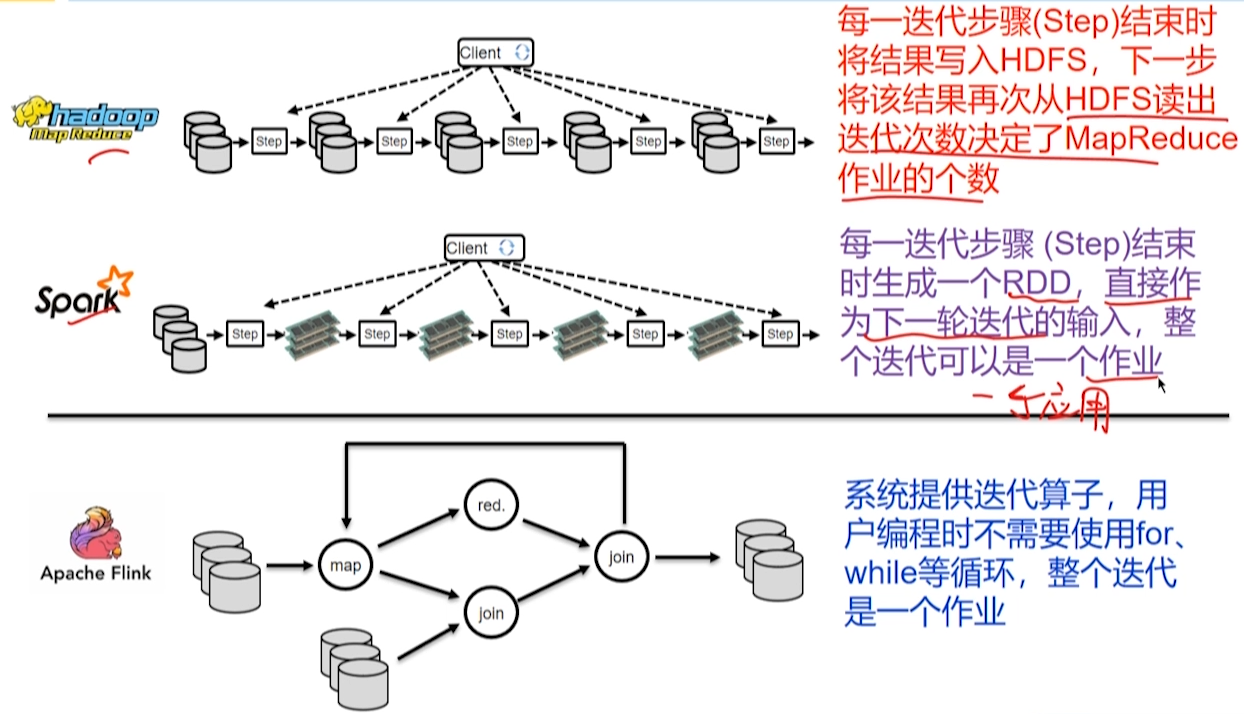 每一迭代步骤(Step)结束时
将结果写入HDFS，下一步
将该结果再次从HDFS读出
迭代次数决定了MapReduce
作业的个数
Client
hadoop
Map Reduce
Step
Step
Step
Step
Step
每一迭代步骤 (Step)结束
时生成一个RDD，直接作
为下一轮迭代的输入，整
个迭代可以是一个作业
一个应用
Client
Spark
Step
Step
Step
Step
Step
系统提供迭代算子，用
户编程时不需要使用for、
while等循环，整个迭代
是一个作业
Apache Flink
map
red.
join
join